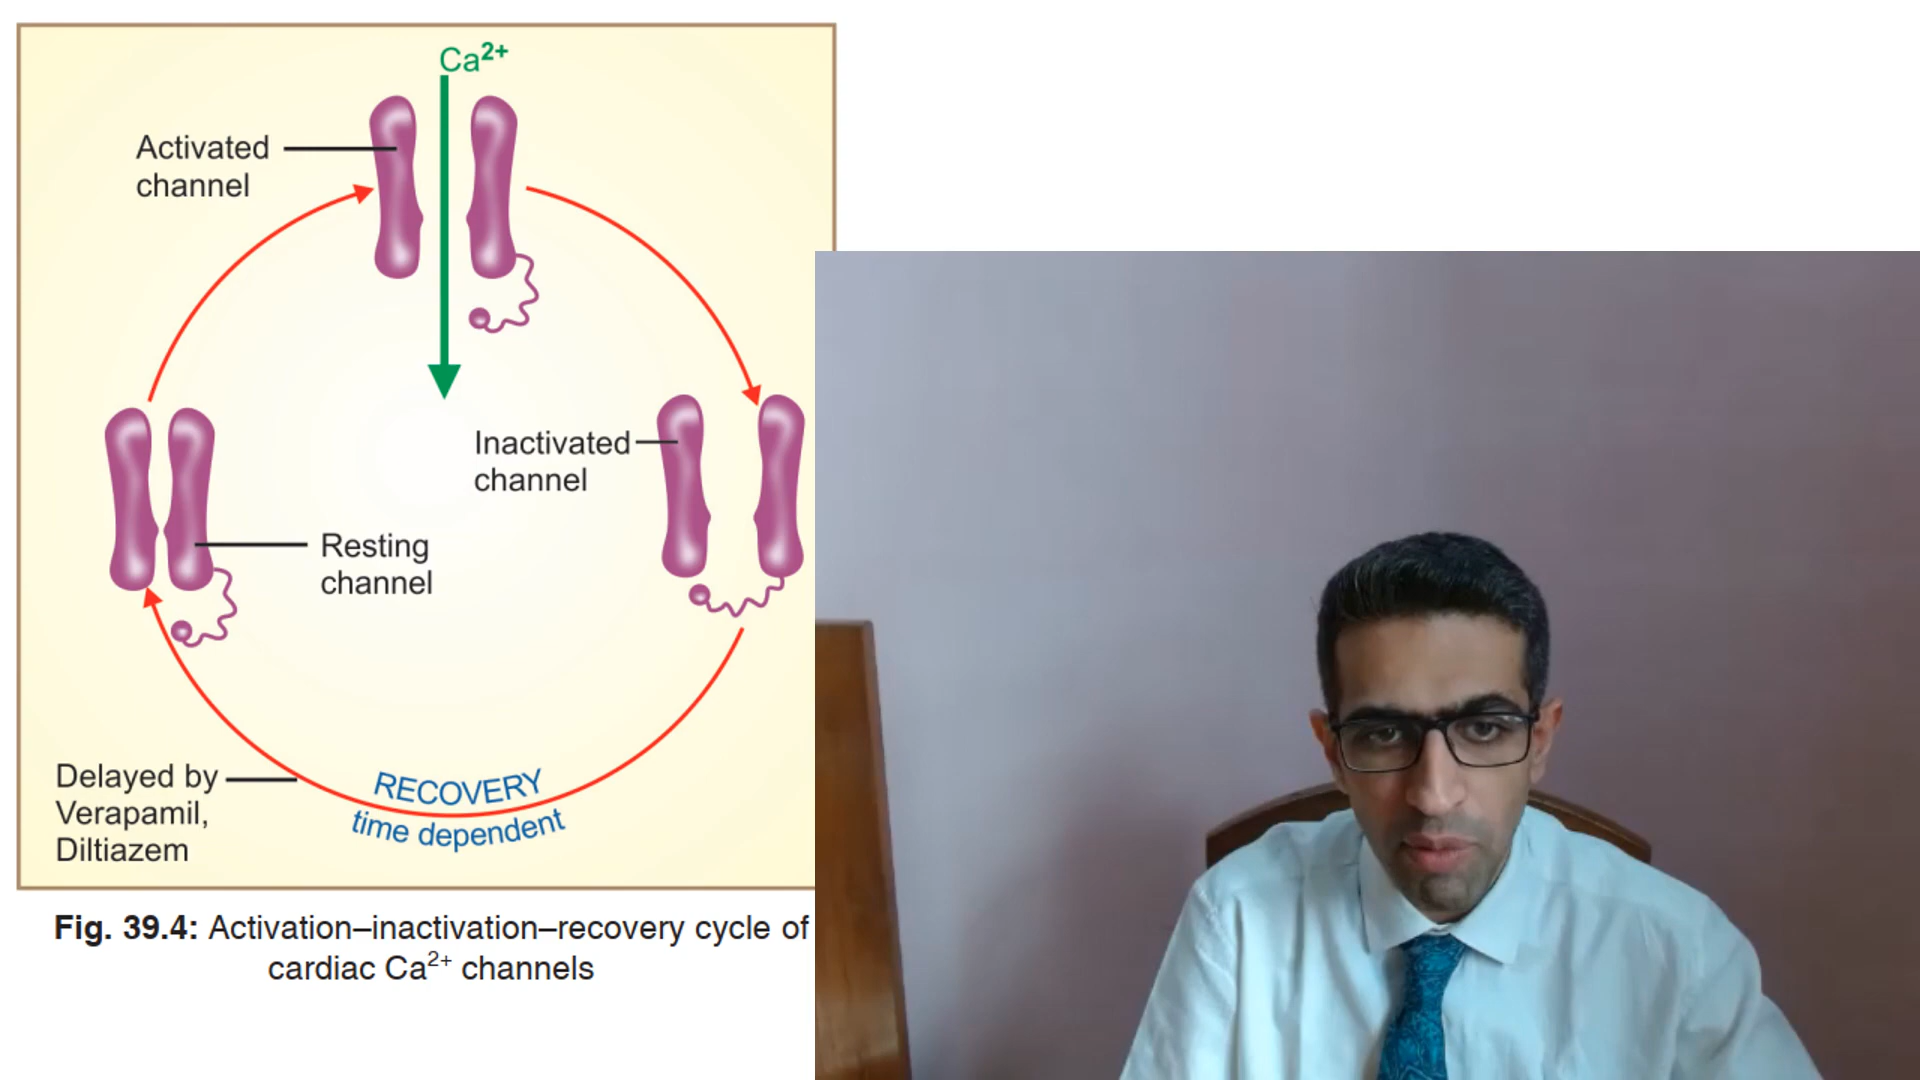 Ca²⁺
Activated
channel
Inactivated
channel
Resting
channel
Delayed by
Verapamil,
Diltiazem
RECOVERY
time dependent
Fig. 39.4: Activation–inactivation–recovery cycle of
cardiac Ca²⁺ channels